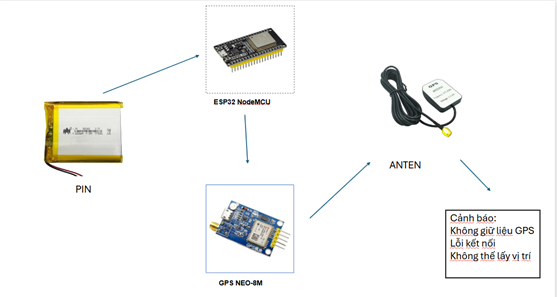 ESP32 NodeMCU
PIN
ANTEN
GPS NEO-8M
Cảnh báo:
Không giữ liệu GPS
Lỗi kết nối
Không thể lấy vị trí